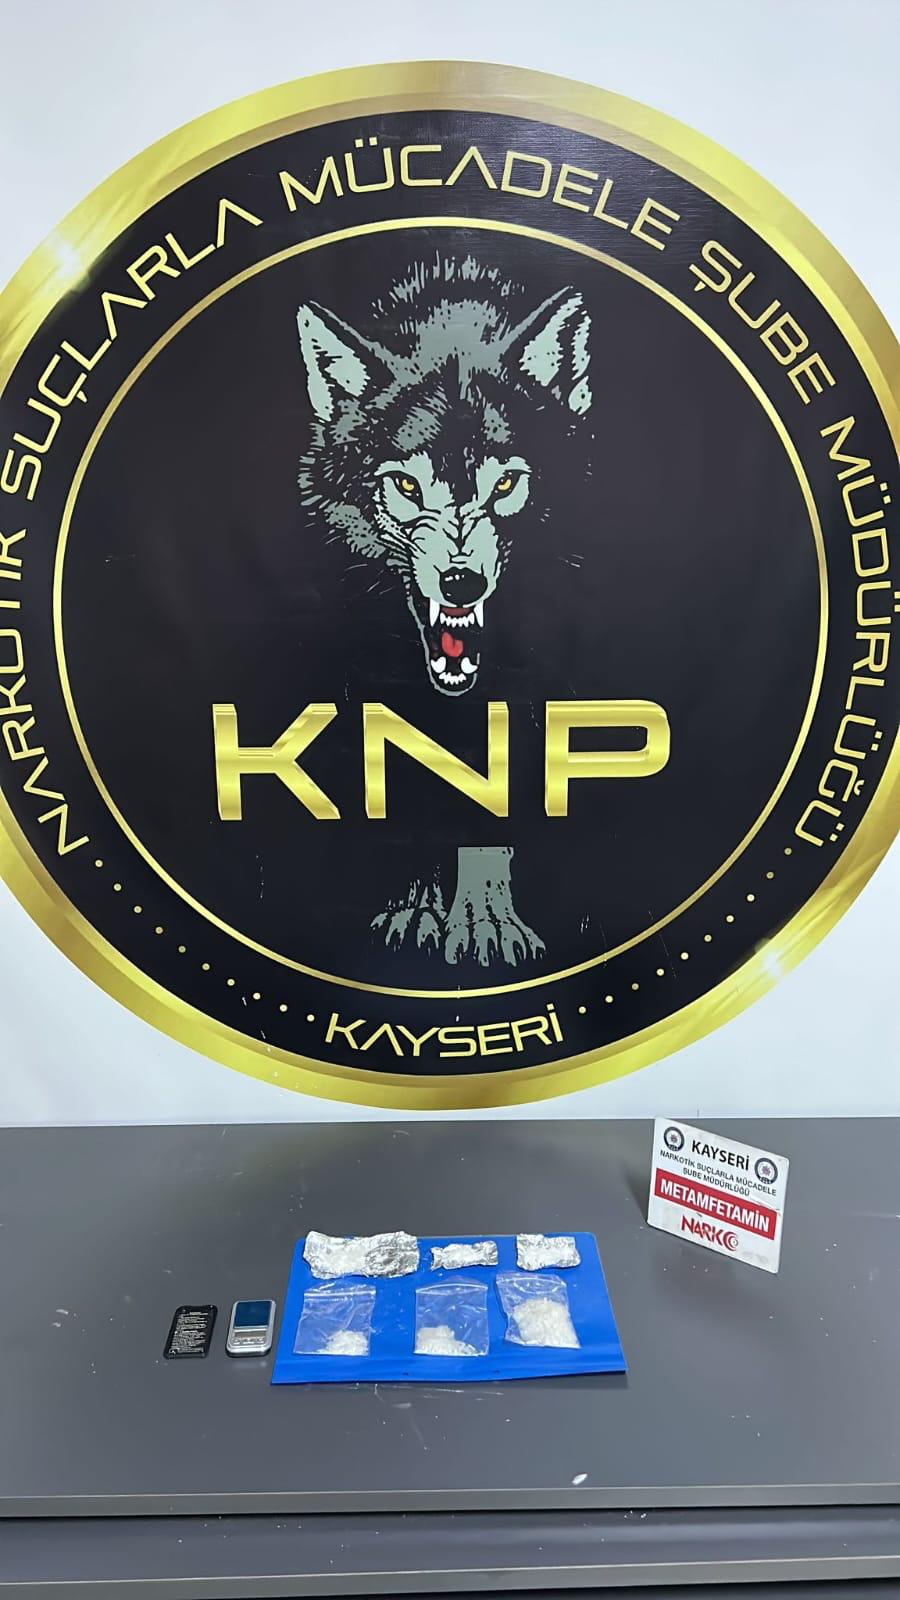 NARKOTİK SUÇLARLA MÜCADELE ŞUBE MÜDÜRLÜĞÜ
KNP
KAYSERİ
KAYSERİ
NARKOTİK SUÇLARLA MÜCADELE
ŞUBE MÜDÜRLÜĞÜ
METAMFETAMİN
NARKO